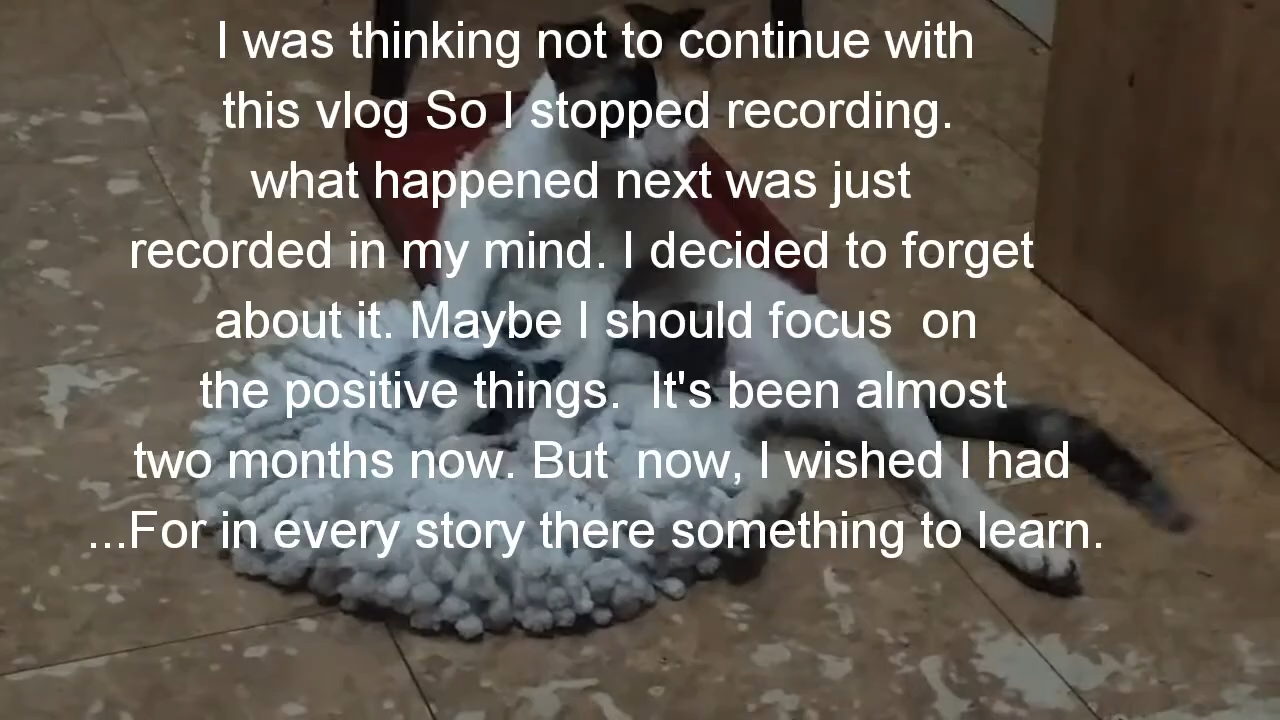 I was thinking not to continue with
this vlog So I stopped recording.
what happened next was just
recorded in my mind. I decided to forget
about it. Maybe I should focus  on
the positive things.  It's been almost
two months now. But  now, I wished I had
...For in every story there something to learn.